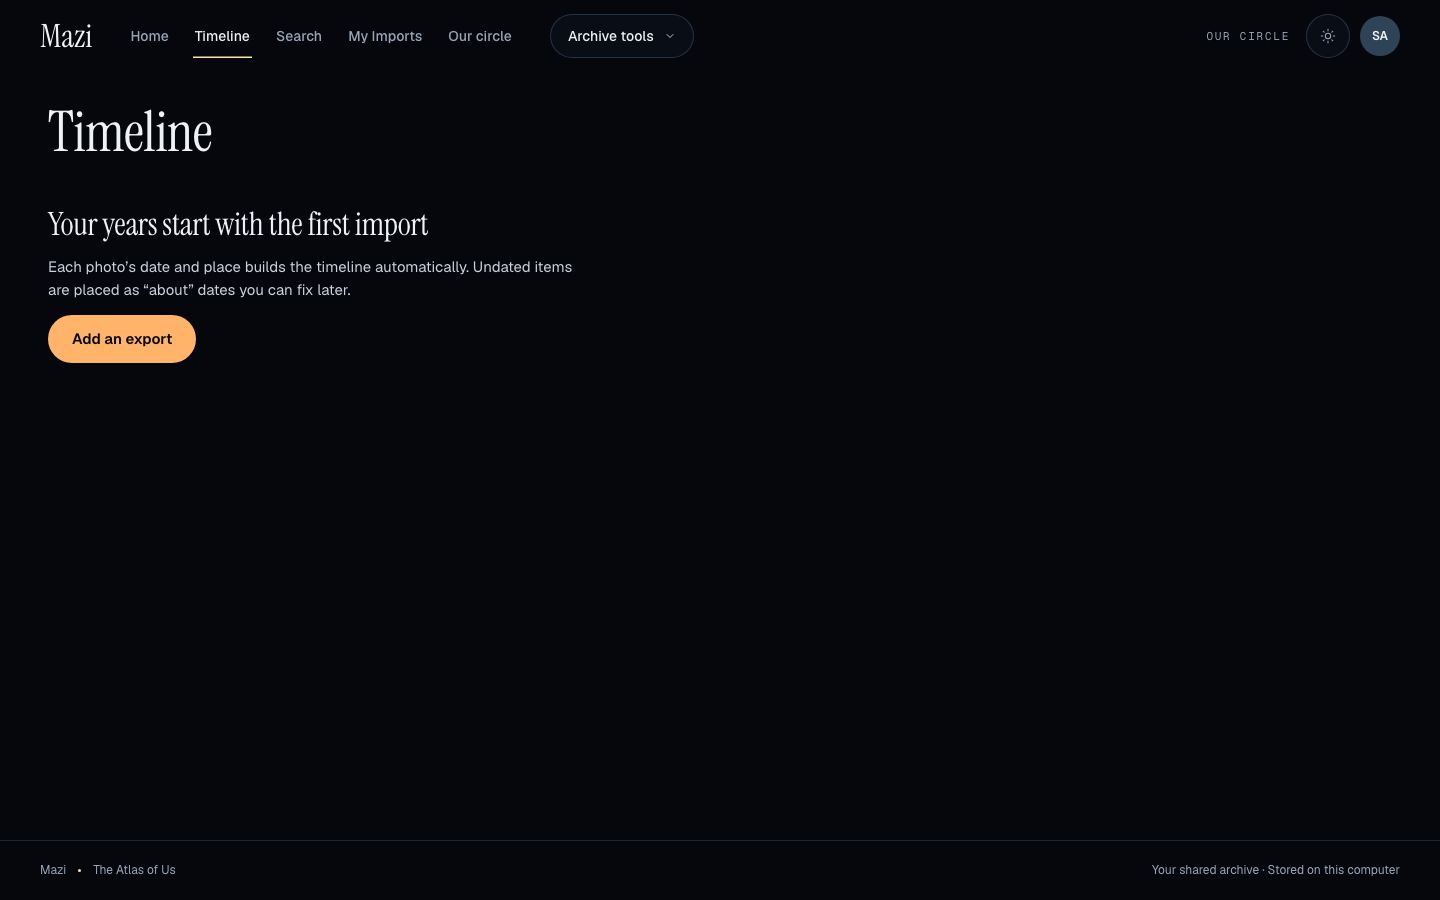 Mazi
Home
Timeline
Search
My Imports
Our circle
Archive tools
OUR CIRCLE
SA
Timeline
Your years start with the first import
Each photo’s date and place builds the timeline automatically. Undated items
are placed as “about” dates you can fix later.
Add an export
Mazi • The Atlas of Us
Your shared archive · Stored on this computer